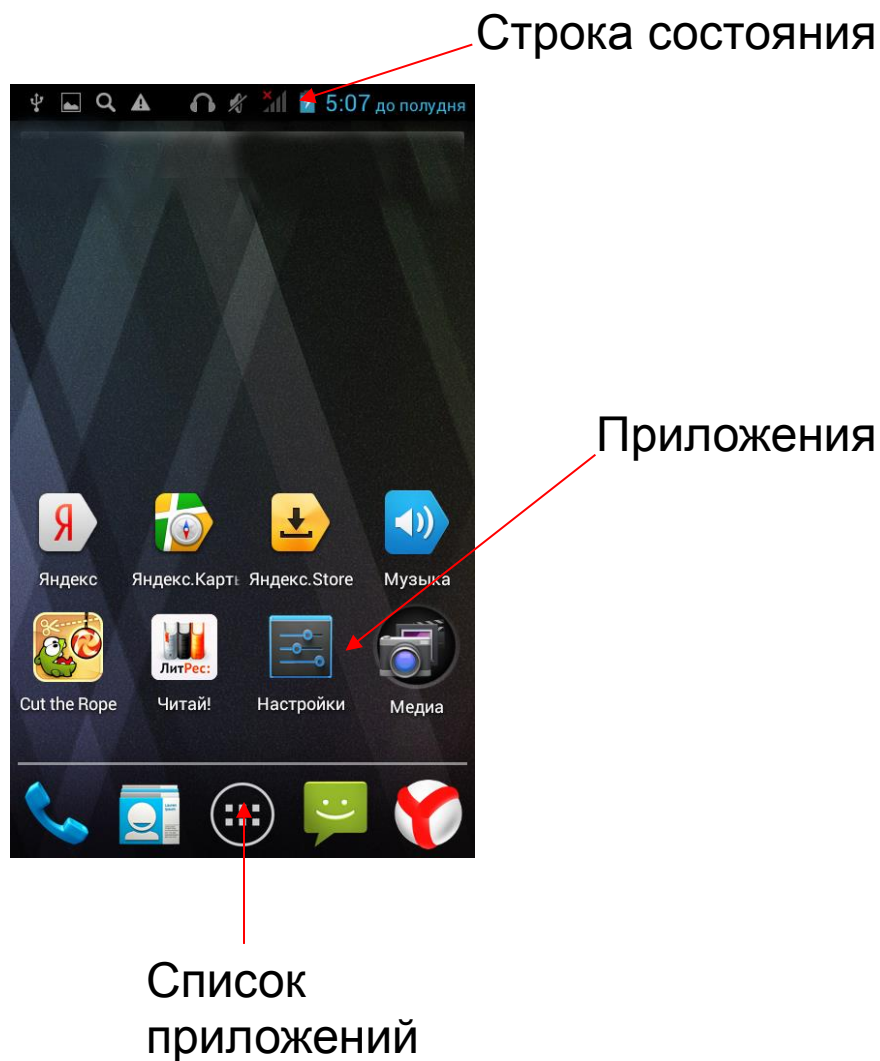 Строка состояния
5:07 до полудня
Приложения
Я
Яндекс Яндекс.Карты Яндекс.Store Музыка
ЛитРес:
Cut the Rope Читай! Настройки Медиа
Список
приложений